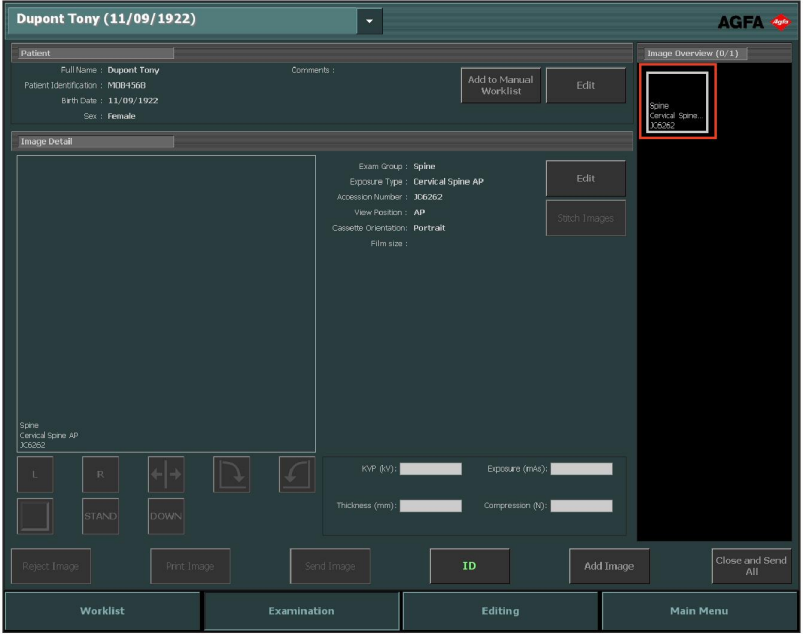 Dupont Tony (11/09/1922)
AGFA Agfa
Patient
Full Name : Dupont Tony
Patient Identification : M0B456B
Birth Date : 11/09/1922
Sex : Female
Comments :
Add to Manual
Worklist
Edit
Image Overview (0/1)
Spine
Cervical Spine...
JC6262
Image Detail
Exam Group : Spine
Exposure Type : Cervical Spine AP
Accession Number : JC6262
View Position : AP
Cassette Orientation: Portrait
Film size :
Edit
Stitch Images
Spine
Cervical Spine AP
JC6262
L
R
STAND
DOWN
KVP (kV):
Exposure (mAs):
Thickness (mm):
Compression (N):
Reject Image
Print Image
Send Image
ID
Add Image
Close and Send
All
Worklist
Examination
Editing
Main Menu